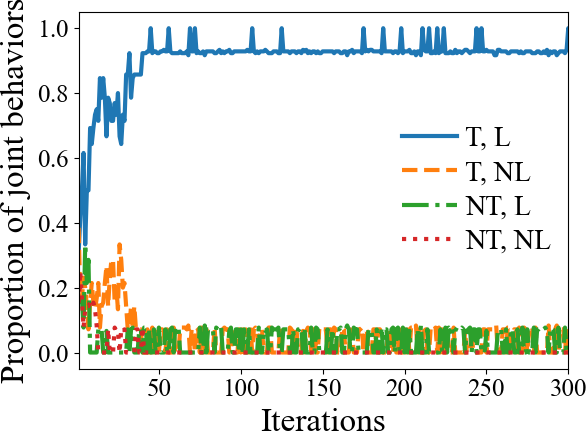 Proportion of joint behaviors
1.0
0.8
0.6
0.4
0.2
0.0
T, L
T, NL
NT, L
NT, NL
50
100
150
200
250
300
Iterations